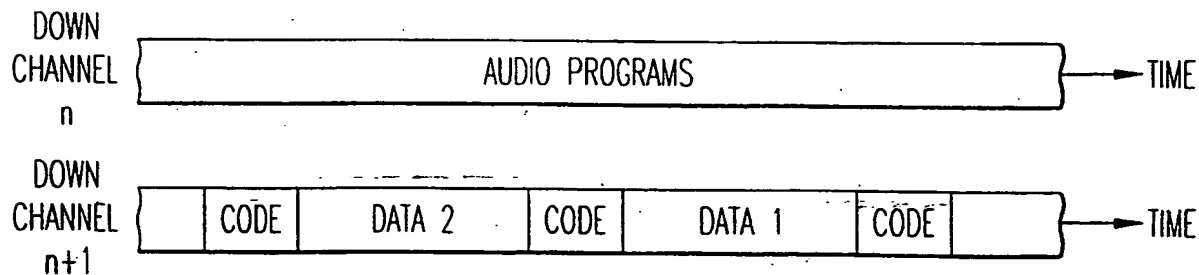 DOWN
CHANNEL
n
AUDIO PROGRAMS
TIME
DOWN
CHANNEL
n+1
CODE DATA 2 CODE DATA 1 CODE
TIME